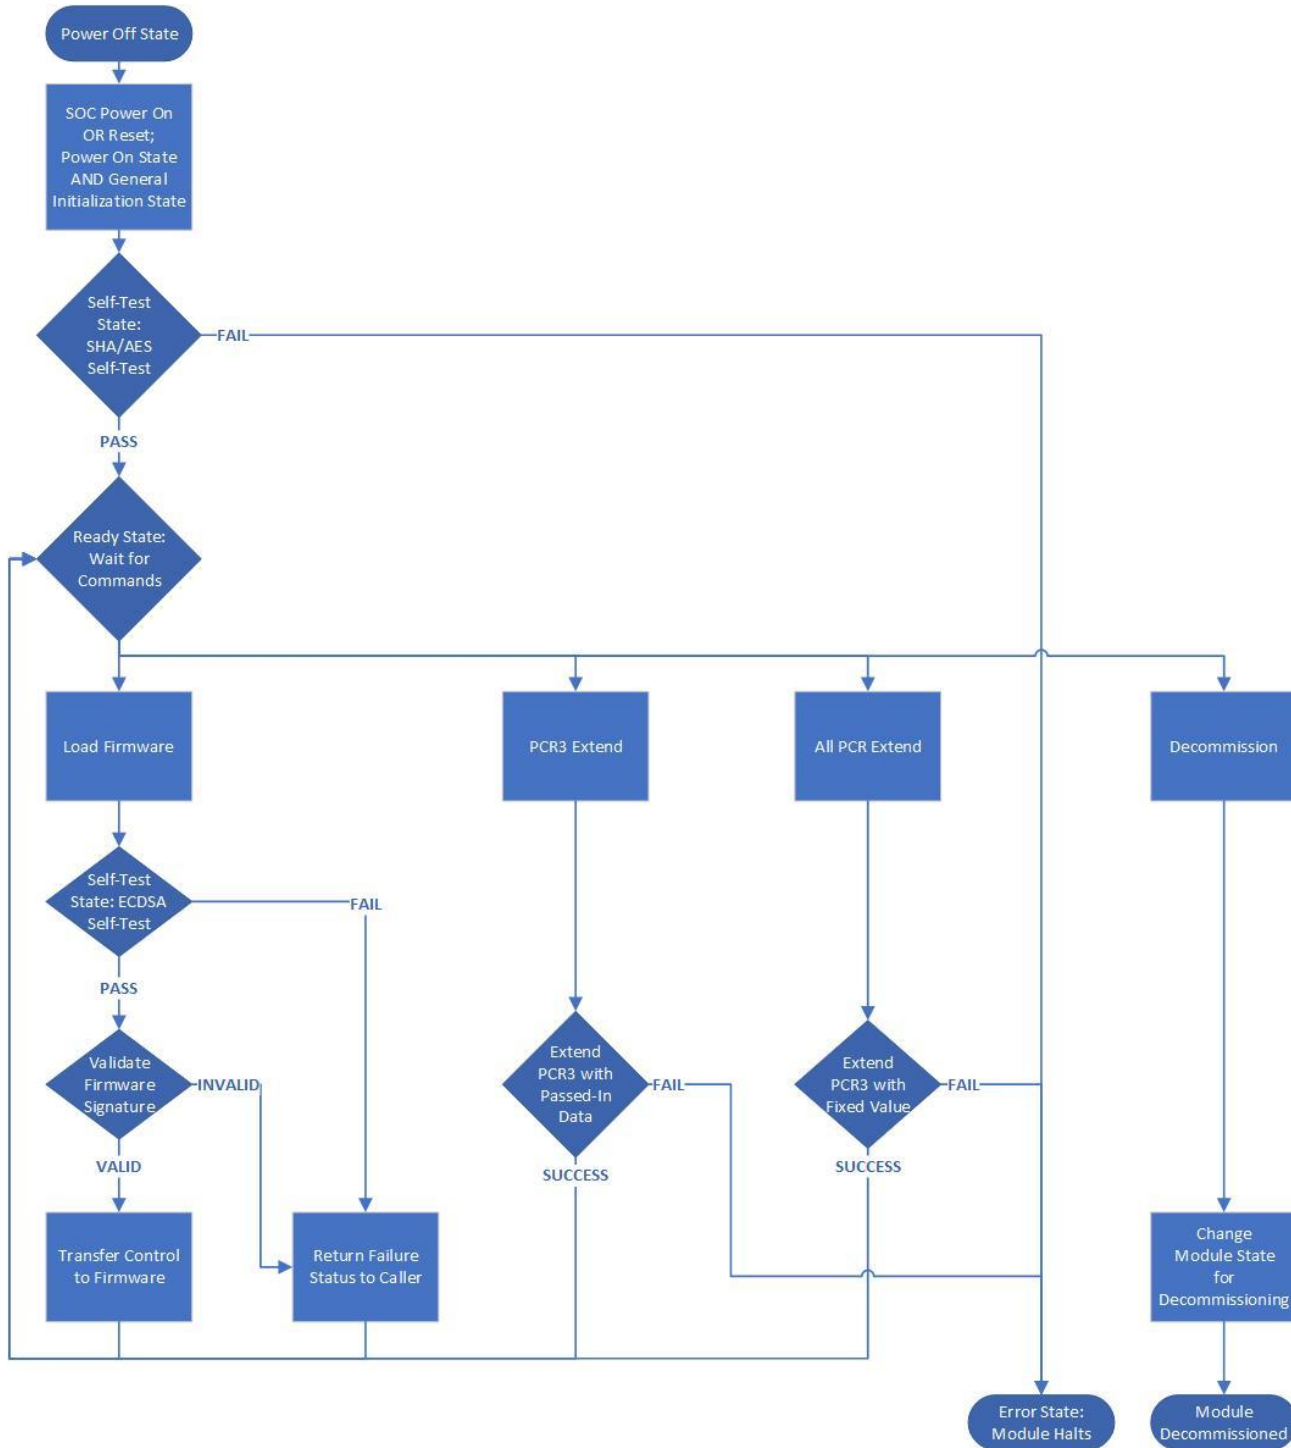 Power Off State
SOC Power On
OR Reset;
Power On State
AND General
Initialization State
Self-Test
State:
SHA/AES
Self-Test
FAIL
PASS
Ready State:
Wait for
Commands
Load Firmware
PCR3 Extend
All PCR Extend
Decommission
Self-Test
State: ECDSA
Self-Test
FAIL
PASS
Validate
Firmware
Signature
INVALID
VALID
Extend
PCR3 with
Passed-In
Data
FAIL
SUCCESS
Extend
PCR3 with
Fixed Value
FAIL
SUCCESS
Transfer Control
to Firmware
Return Failure
Status to Caller
Change
Module State
for
Decommissioning
Error State:
Module Halts
Module
Decommissioned